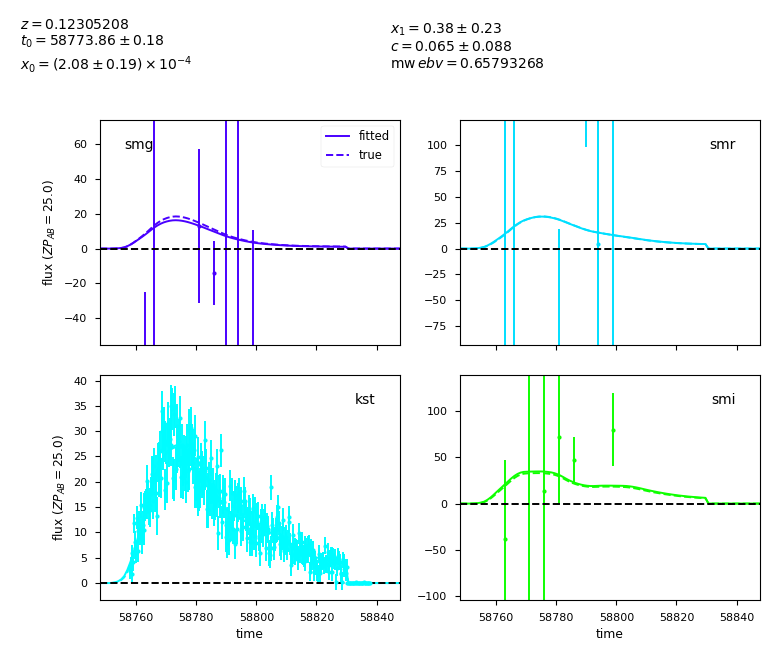 z = 0.12305208
t₀ = 58773.86 ± 0.18
x₀ = (2.08 ± 0.19) × 10⁻⁴
x₁ = 0.38 ± 0.23
c = 0.065 ± 0.088
mw ebv = 0.65793268
smg
fitted
true
60
40
20
0
−20
−40
flux (ZP_AB = 25.0)
smr
100
75
50
25
0
−25
−50
−75
kst
40
35
30
25
20
15
10
5
0
flux (ZP_AB = 25.0)
58760 58780 58800 58820 58840
time
smi
100
50
0
−50
−100
58760 58780 58800 58820 58840
time